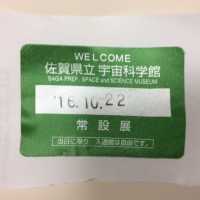 WELCOME
佐賀県立 宇宙科学館
SAGA PREF. SPACE and SCIENCE MUSEUM
'16.10.22
常設展
当日に限り 入退館は自由です。